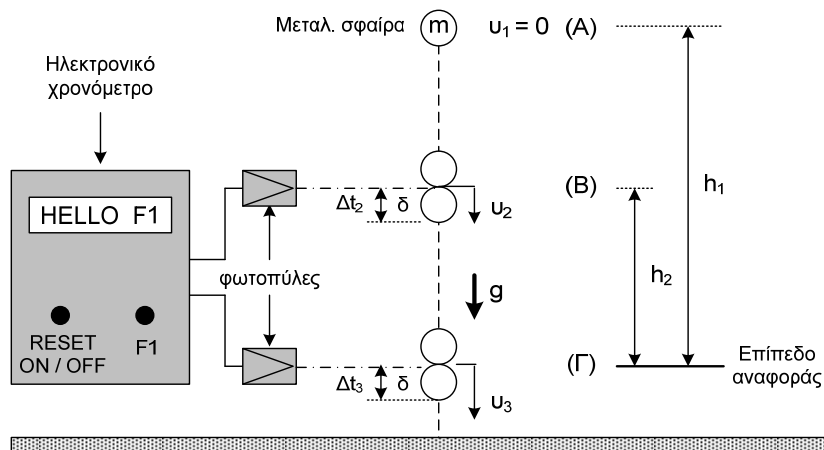 Μεταλ. σφαίρα
m
υ1 = 0
(Α)
Ηλεκτρονικό
χρονόμετρο
HELLO F1
Δt2
δ
υ2
(Β)
h1
φωτοπύλες
g
h2
RESET
ON / OFF
F1
Δt3
δ
υ3
(Γ)
Επίπεδο
αναφοράς